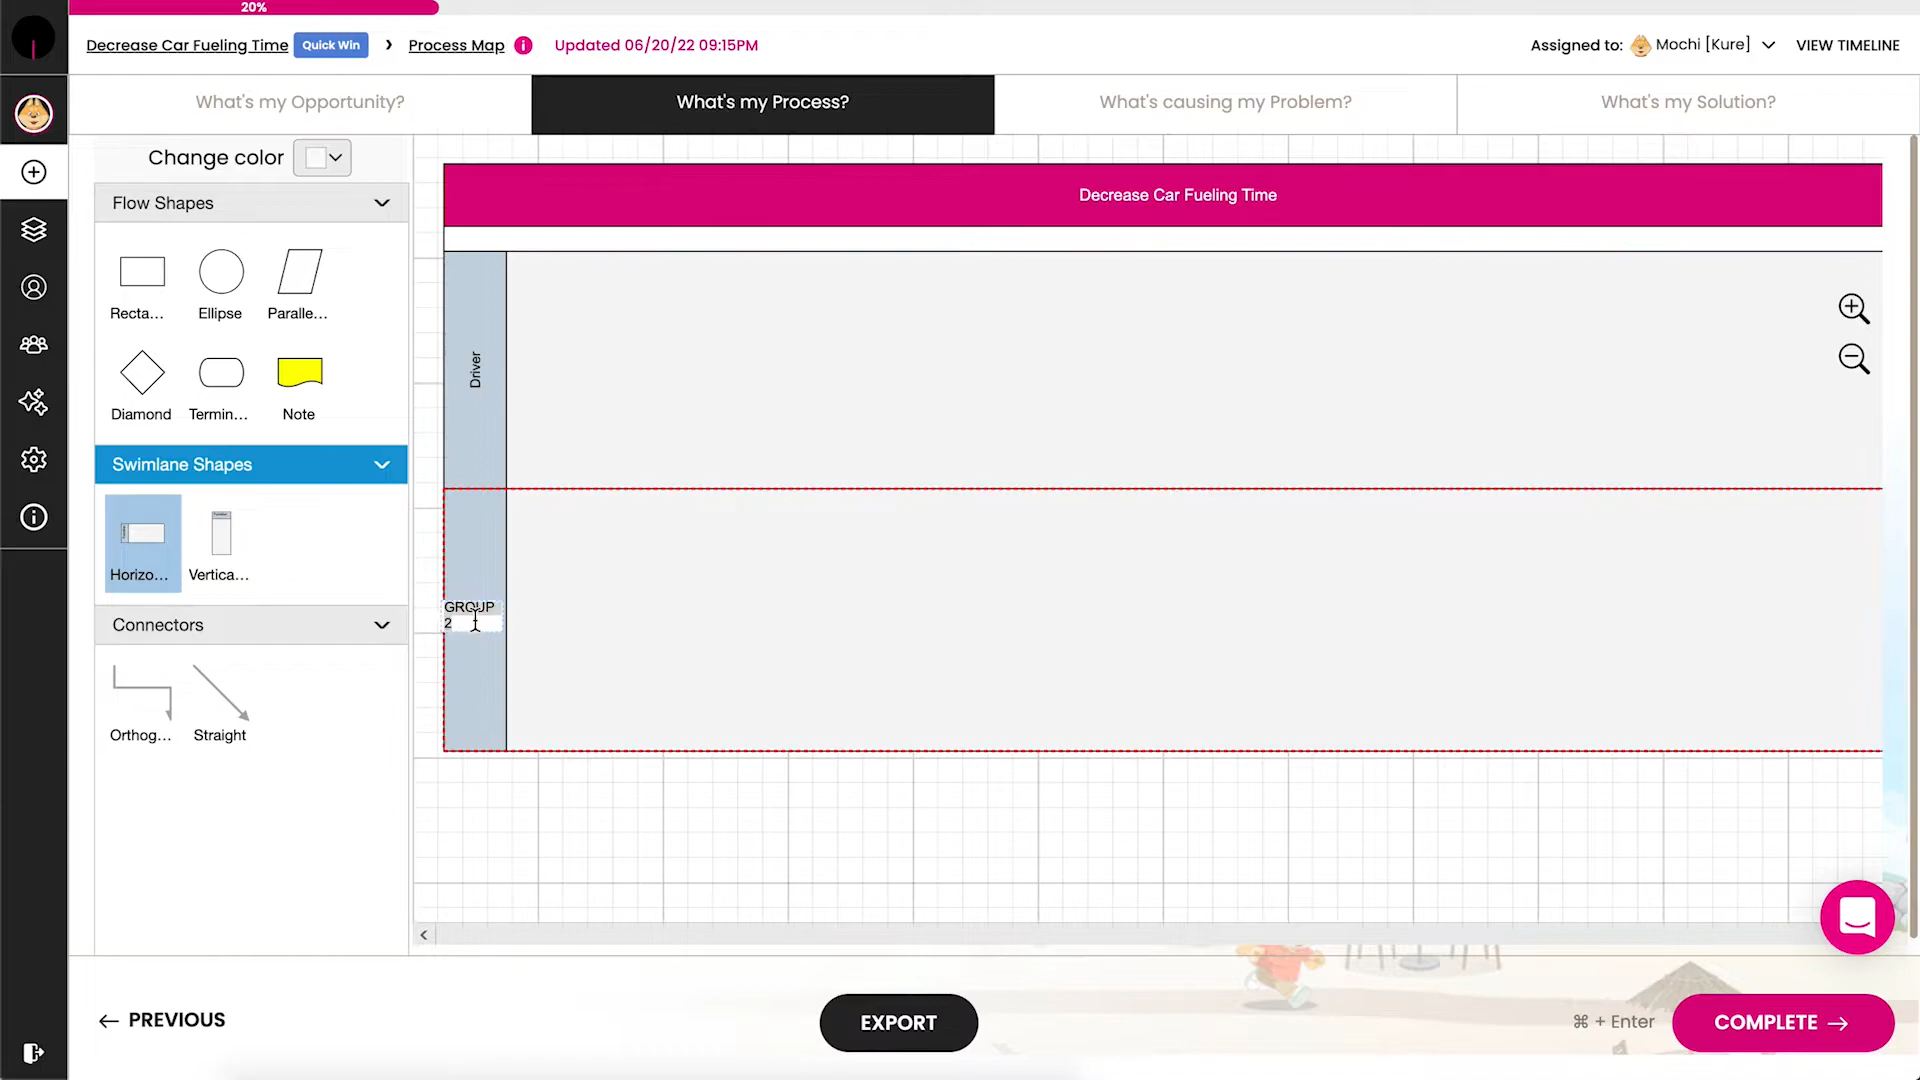 20%
Decrease Car Fueling Time Quick Win › Process Map i Updated 06/20/22 09:15PM Assigned to: Mochi [Kure] VIEW TIMELINE
What's my Opportunity? What's my Process? What's causing my Problem? What's my Solution?
Change color
Flow Shapes
Recta... Ellipse Paralle...
Diamond Termin... Note
Swimlane Shapes
Horizo... Vertica...
Connectors
Orthog... Straight
Decrease Car Fueling Time
Driver
GROUP
2
PREVIOUS
EXPORT
⌘ + Enter
COMPLETE